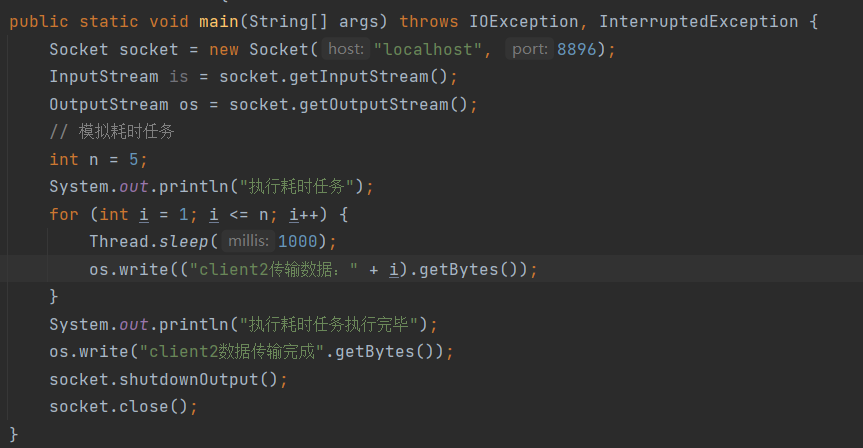 public static void main(String[] args) throws IOException, InterruptedException {
    Socket socket = new Socket( host: "localhost", port: 8896);
    InputStream is = socket.getInputStream();
    OutputStream os = socket.getOutputStream();
    // 模拟耗时任务
    int n = 5;
    System.out.println("执行耗时任务");
    for (int i = 1; i <= n; i++) {
        Thread.sleep( millis: 1000);
        os.write(("client2传输数据：" + i).getBytes());
    }
    System.out.println("执行耗时任务执行完毕");
    os.write("client2数据传输完成".getBytes());
    socket.shutdownOutput();
    socket.close();
}